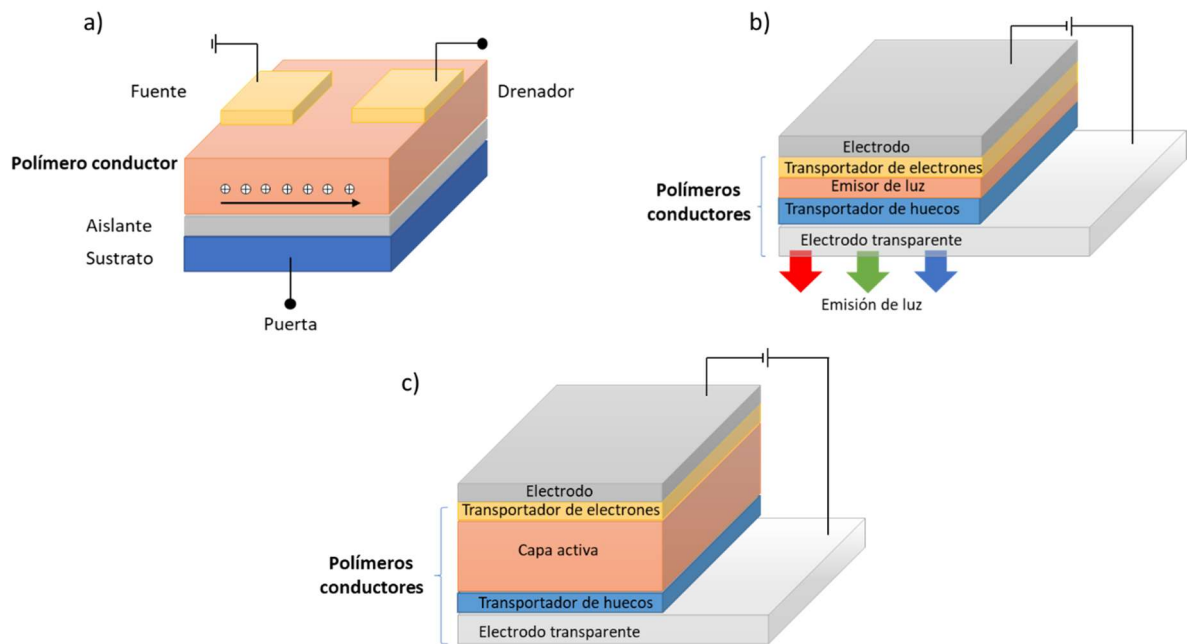 a)
Fuente
Drenador
Polímero conductor
Aislante
Sustrato
Puerta
b)
Electrodo
Transportador de electrones
Emisor de luz
Transportador de huecos
Polímeros
conductores
Electrodo transparente
Emisión de luz
c)
Electrodo
Transportador de electrones
Capa activa
Polímeros
conductores
Transportador de huecos
Electrodo transparente